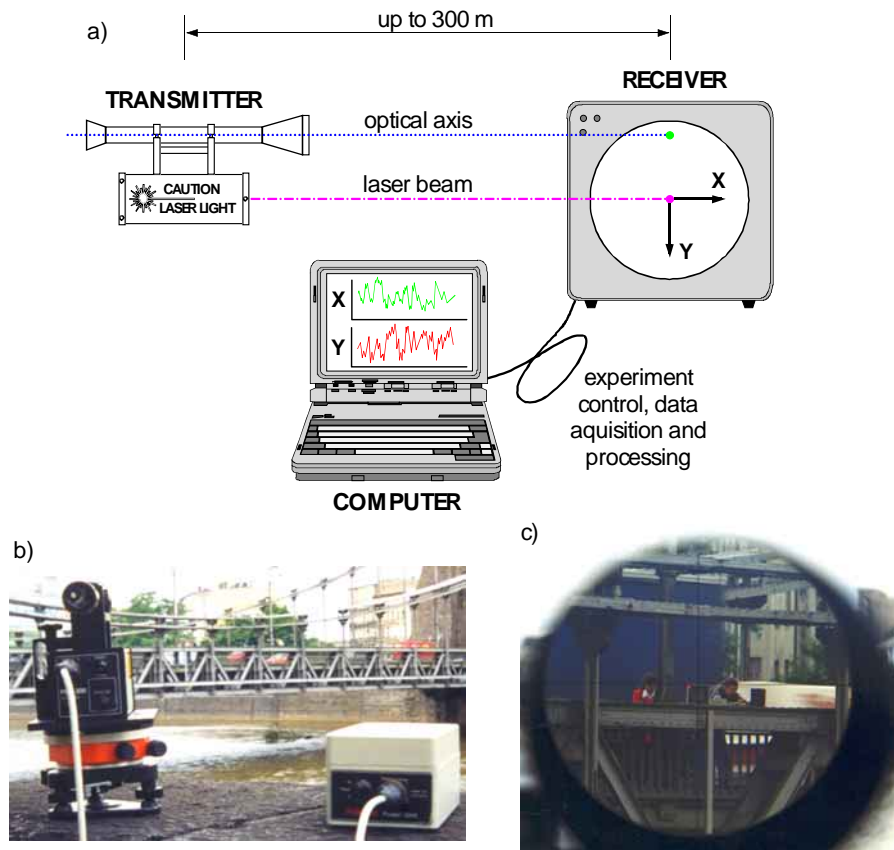 a)
up to 300 m
TRANSMITTER
RECEIVER
optical axis
laser beam
CAUTION
LASER LIGHT
X
Y
X
Y
experiment
control, data
aquisition and
processing
COMPUTER
b)
c)